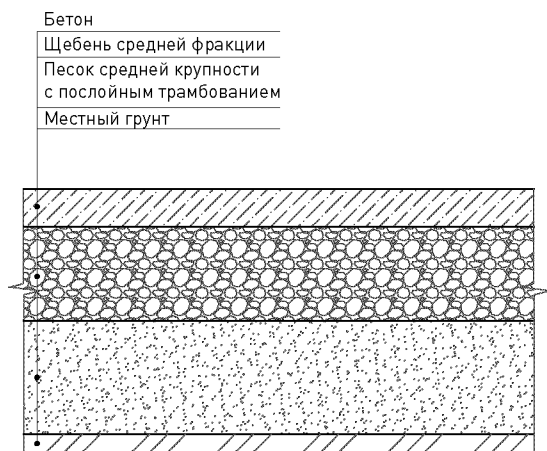 Бетон
Щебень средней фракции
Песок средней крупности
с послойным трамбованием
Местный грунт